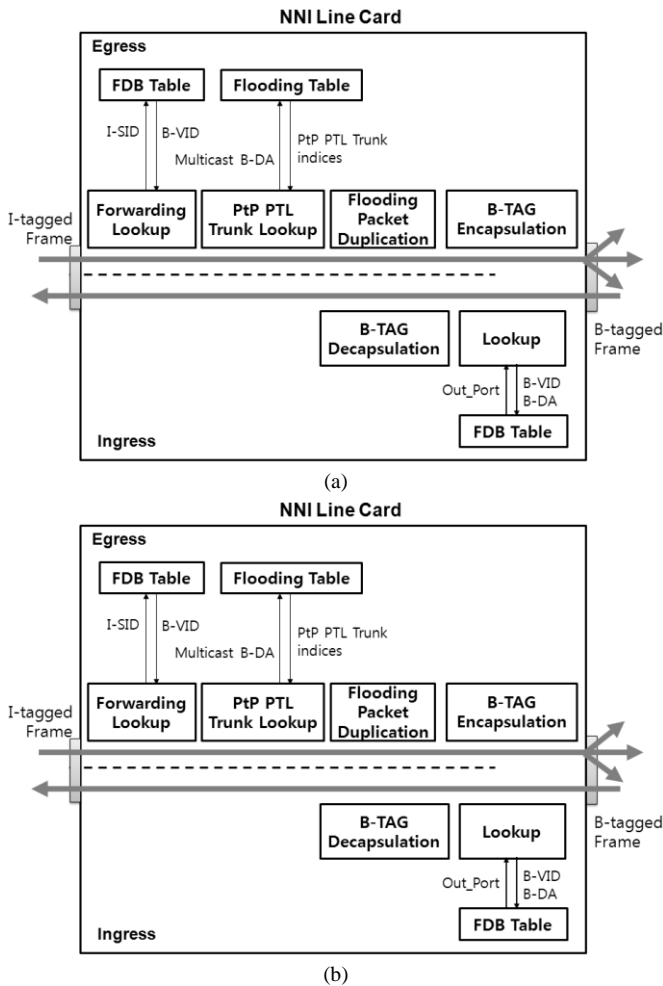 NNI Line Card
Egress
FDB Table
Flooding Table
I-SID
B-VID
Multicast B-DA
PtP PTL Trunk
indices
I-tagged
Frame
Forwarding
Lookup
PtP PTL
Trunk Lookup
Flooding
Packet
Duplication
B-TAG
Encapsulation
B-TAG
Decapsulation
Lookup
B-tagged
Frame
Out_Port
B-VID
B-DA
FDB Table
Ingress
(a)
NNI Line Card
Egress
FDB Table
Flooding Table
I-SID
B-VID
Multicast B-DA
PtP PTL Trunk
indices
I-tagged
Frame
Forwarding
Lookup
PtP PTL
Trunk Lookup
Flooding
Packet
Duplication
B-TAG
Encapsulation
B-TAG
Decapsulation
Lookup
B-tagged
Frame
Out_Port
B-VID
B-DA
FDB Table
Ingress
(b)